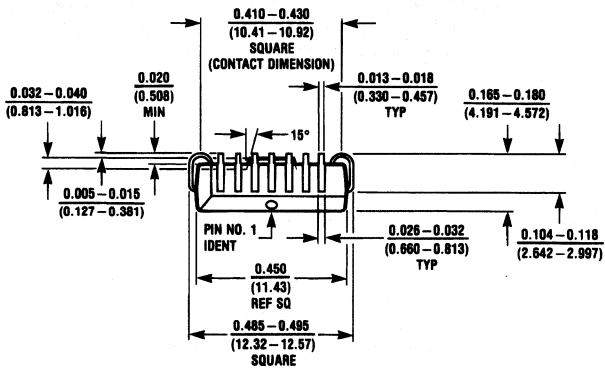 0.410–0.430
(10.41–10.92)
SQUARE
(CONTACT DIMENSION)
0.032–0.040
(0.813–1.016)
0.020
(0.508)
MIN
0.013–0.018
(0.330–0.457)
TYP
0.165–0.180
(4.191–4.572)
15°
0.005–0.015
(0.127–0.381)
PIN NO. 1
IDENT
0.026–0.032
(0.660–0.813)
TYP
0.104–0.118
(2.642–2.997)
0.450
(11.43)
REF SQ
0.485–0.495
(12.32–12.57)
SQUARE